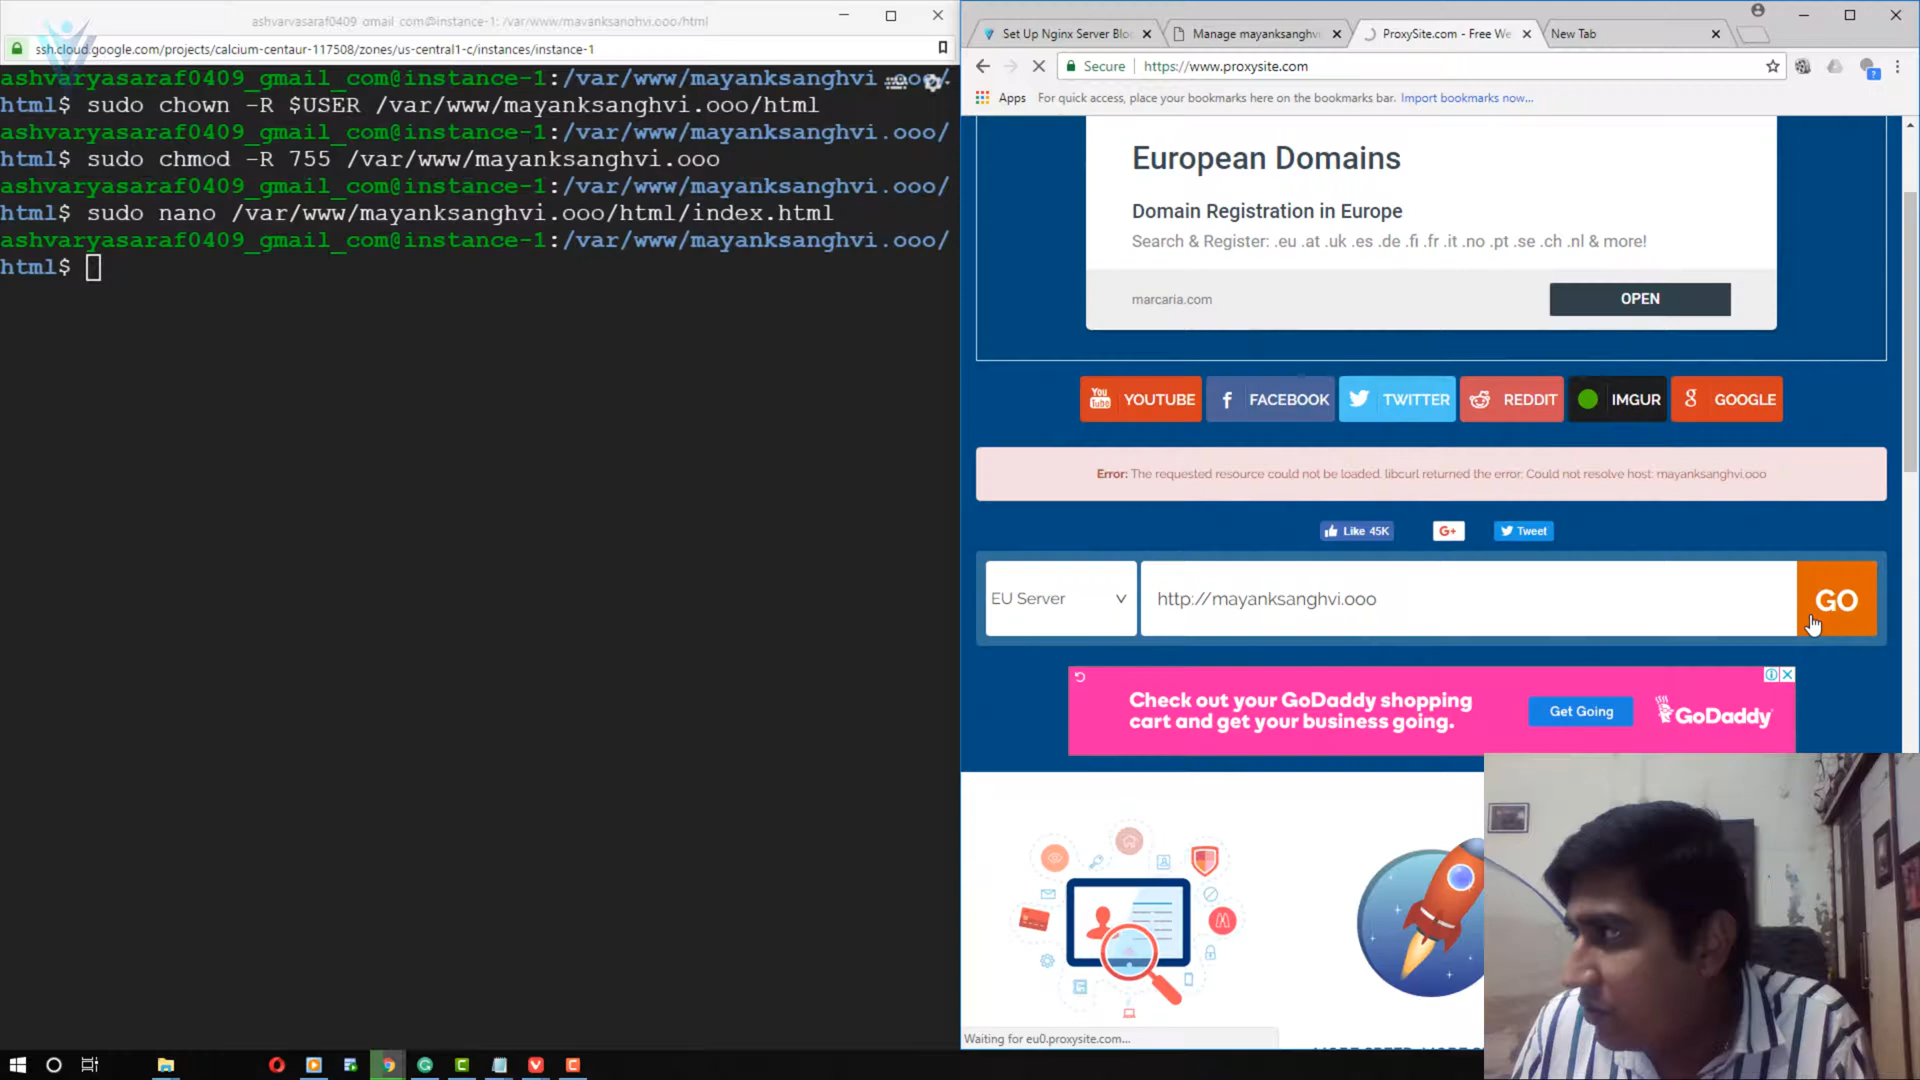 ashvaryasaraf0409_gmail_com@instance-1: /var/www/mayanksanghvi.ooo/html
ssh.cloud.google.com/projects/calcium-centaur-117508/zones/us-central1-c/instances/instance-1
ashvaryasaraf0409_gmail_com@instance-1:/var/www/mayanksanghvi.ooo/
html$ sudo chown -R $USER /var/www/mayanksanghvi.ooo/html
ashvaryasaraf0409_gmail_com@instance-1:/var/www/mayanksanghvi.ooo/
html$ sudo chmod -R 755 /var/www/mayanksanghvi.ooo
ashvaryasaraf0409_gmail_com@instance-1:/var/www/mayanksanghvi.ooo/
html$ sudo nano /var/www/mayanksanghvi.ooo/html/index.html
ashvaryasaraf0409_gmail_com@instance-1:/var/www/mayanksanghvi.ooo/
html$
Set Up Nginx Server Blo
Manage mayanksanghvi
ProxySite.com - Free We
New Tab
Secure
https://www.proxysite.com
Apps
For quick access, place your bookmarks here on the bookmarks bar. Import bookmarks now...
European Domains
Domain Registration in Europe
Search & Register: .eu .at .uk .es .de .fi .fr .it .no .pt .se .ch .nl & more!
marcaria.com
OPEN
You Tube YOUTUBE
FACEBOOK
TWITTER
REDDIT
IMGUR
GOOGLE
Error: The requested resource could not be loaded. libcurl returned the error: Could not resolve host: mayanksanghvi.ooo
Like 45K
G+
Tweet
EU Server
http://mayanksanghvi.ooo
GO
Check out your GoDaddy shopping
cart and get your business going.
Get Going
GoDaddy
Waiting for eu0.proxysite.com...